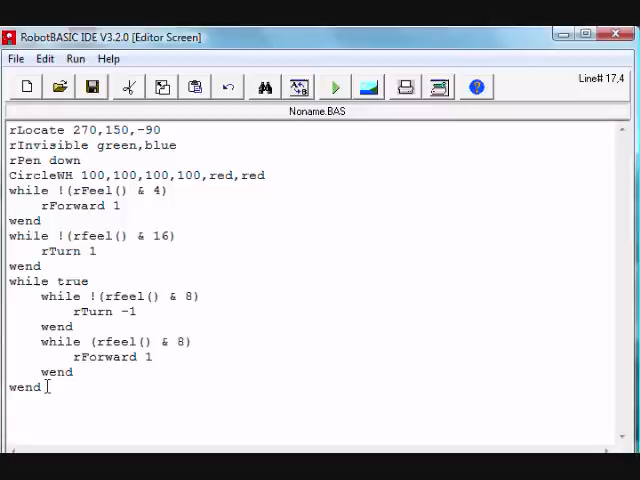 RobotBASIC IDE V3.2.0 [Editor Screen]
File Edit Run Help
Line# 17,4
Noname.BAS
rLocate 270,150,-90
rInvisible green,blue
rPen down
CircleWH 100,100,100,100,red,red
while !(rFeel() & 4)
rForward 1
wend
while !(rfeel() & 16)
rTurn 1
wend
while true
while !(rfeel() & 8)
rTurn -1
wend
while (rfeel() & 8)
rForward 1
wend
wend